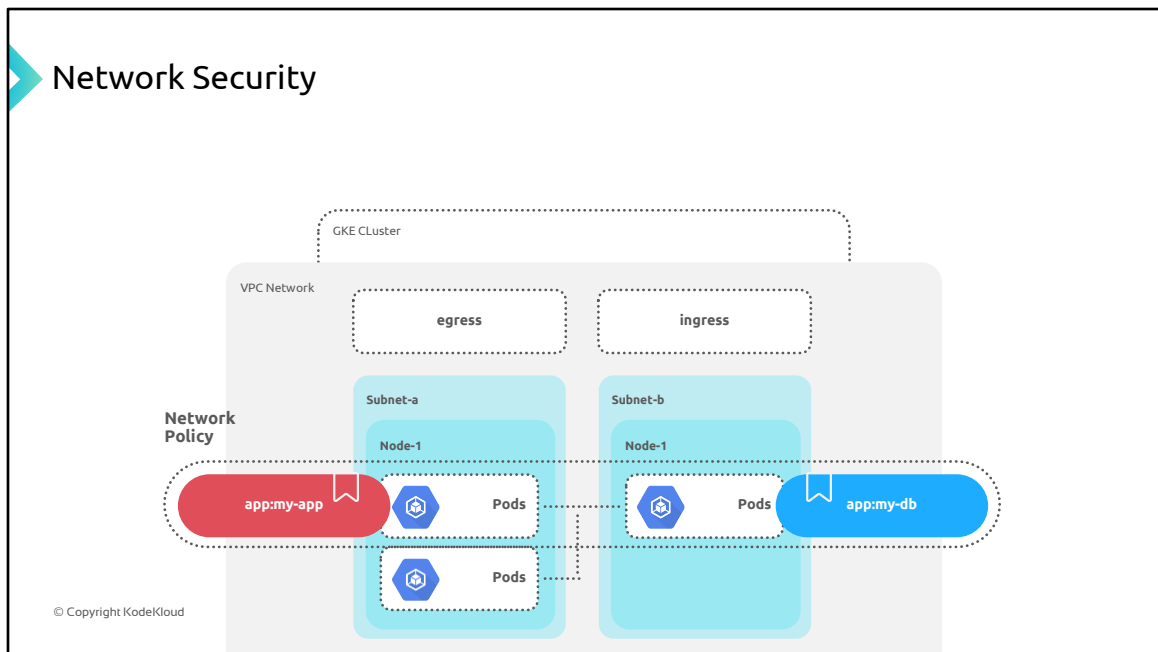 Network Security
GKE CLuster
VPC Network
egress
ingress
Subnet-a
Subnet-b
Network
Policy
Node-1
Node-1
app:my-app
Pods
Pods
app:my-db
Pods
© Copyright KodeKloud